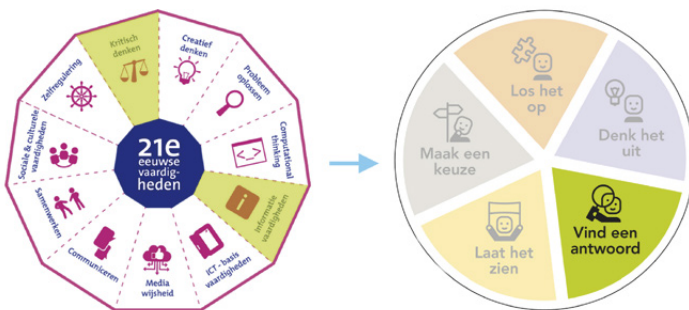 21e
eeuwse
vaardig-
heden
Kritisch
denken
Creatief
denken
Probleem
oplossen
Computational
thinking
Informatie
vaardigheden
ICT - basis
vaardigheden
Media
wijsheid
Communiceren
Samenwerken
Sociale & culturele
vaardigheden
Zelfregulering
Los het
op
Denk het
uit
Vind een
antwoord
Laat het
zien
Maak een
keuze